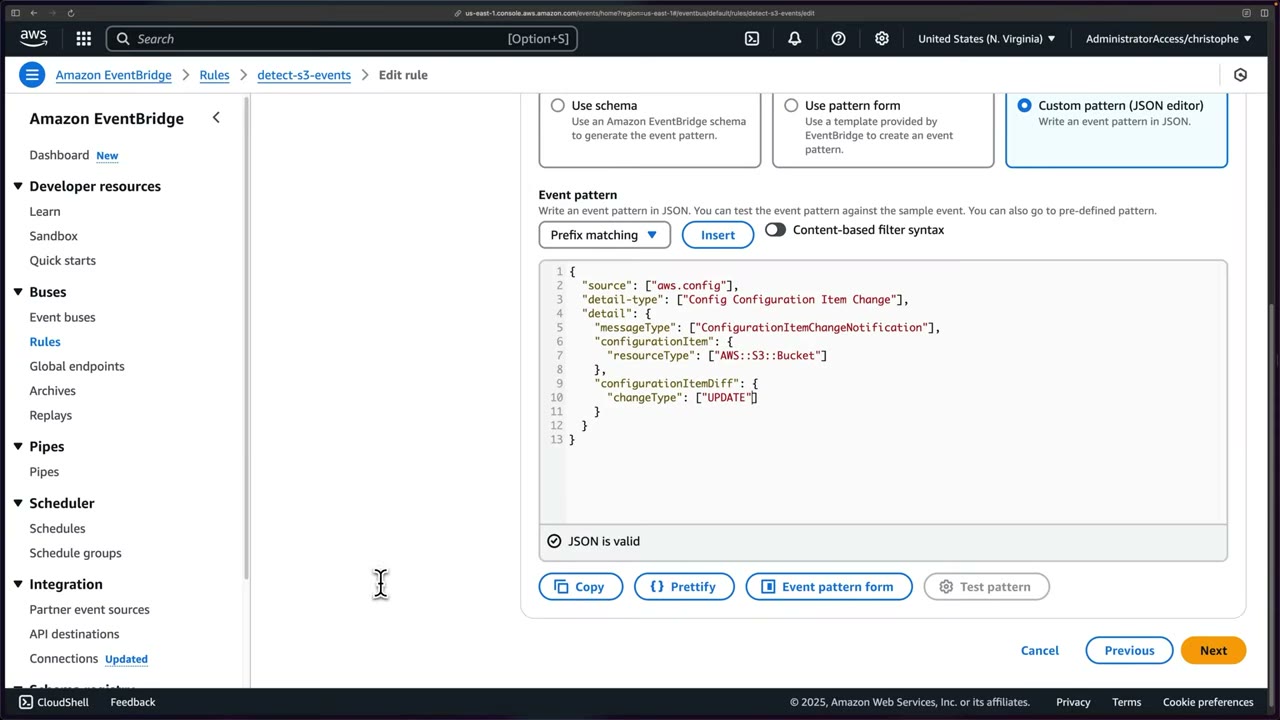 us-east-1.console.aws.amazon.com/events/home?region=us-east-1#/eventbus/default/rules/detect-s3-events/edit
aws
Search
[Option+S]
United States (N. Virginia)
AdministratorAccess/christophe
Amazon EventBridge
Rules
detect-s3-events
Edit rule
Amazon EventBridge
Dashboard New
Developer resources
Learn
Sandbox
Quick starts
Buses
Event buses
Rules
Global endpoints
Archives
Replays
Pipes
Pipes
Scheduler
Schedules
Schedule groups
Integration
Partner event sources
API destinations
Connections Updated
Use schema
Use an Amazon EventBridge schema
to generate the event pattern.
Use pattern form
Use a template provided by
EventBridge to create an event
pattern.
Custom pattern (JSON editor)
Write an event pattern in JSON.
Event pattern
Write an event pattern in JSON. You can test the event pattern against the sample event. You can also go to pre-defined pattern.
Prefix matching
Insert
Content-based filter syntax
1 {
2 "source": ["aws.config"],
3 "detail-type": ["Config Configuration Item Change"],
4 "detail": {
5 "messageType": ["ConfigurationItemChangeNotification"],
6 "configurationItem": {
7 "resourceType": ["AWS::S3::Bucket"]
8 },
9 "configurationItemDiff": {
10 "changeType": ["UPDATE"]
11 }
12 }
13 }
JSON is valid
Copy
Prettify
Event pattern form
Test pattern
Cancel
Previous
Next
CloudShell
Feedback
© 2025, Amazon Web Services, Inc. or its affiliates.
Privacy
Terms
Cookie preferences